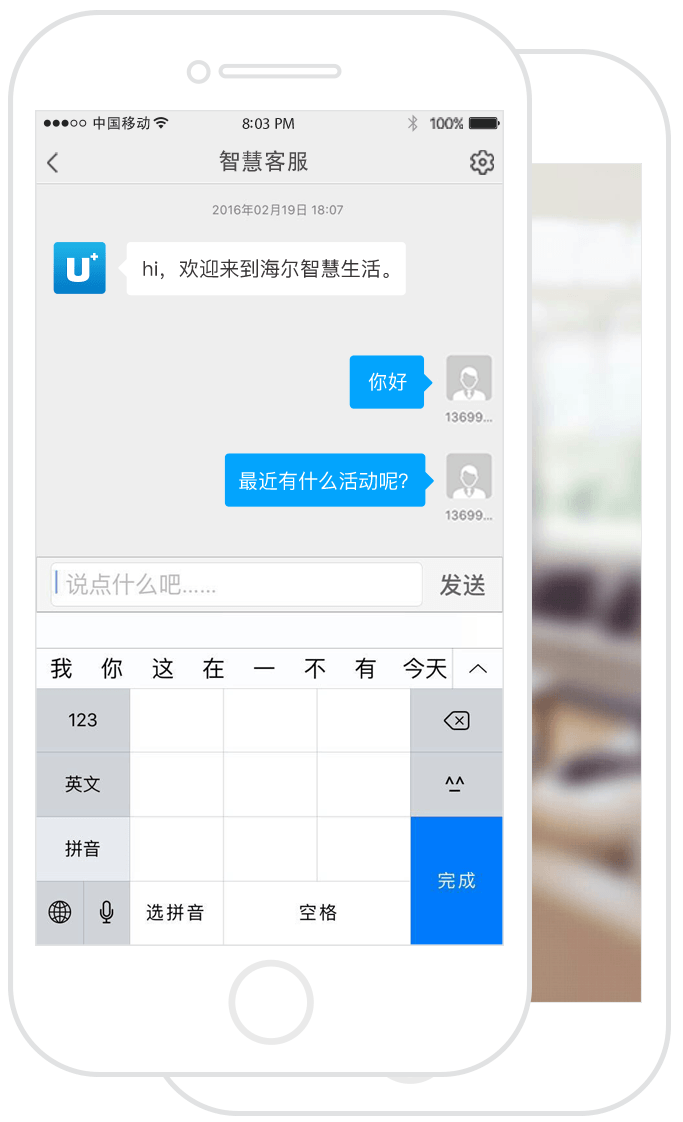 中国移动
8:03 PM
100%
智慧客服
2016年02月19日 18:07
U+
hi，欢迎来到海尔智慧生活。
你好
13699...
最近有什么活动呢？
13699...
说点什么吧......
发送
我 你 这 在 一 不 有 今天
123
英文
^^
拼音
完成
选拼音
空格